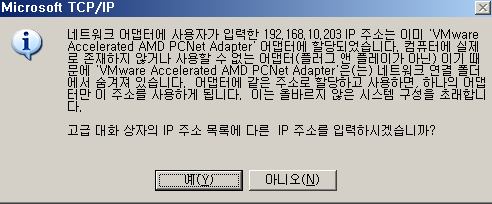 Microsoft TCP/IP
네트워크 어댑터에 사용자가 입력한 192,168,10,203 IP 주소는 이미 'VMware
Accelerated AMD PCNet Adapter' 어댑터에 할당되었습니다. 컴퓨터에 실제
로 존재하지 않거나 사용할 수 없는 어댑터(플러그 앤 플레이가 아닌) 이기 때
문에 'VMware Accelerated AMD PCNet Adapter'은(는) 네트워크 연결 폴더
에서 숨겨져 있습니다.  어댑터에 같은 주소로 할당하고 사용하면, 하나의 어댑
터만 이 주소를 사용하게 됩니다. 이는 올바르지 않은 시스템 구성을 초래합니
다.
고급 대화 상자의 IP 주소 목록에 다른  IP 주소를 입력하시겠습니까?
예(Y)
아니오(N)